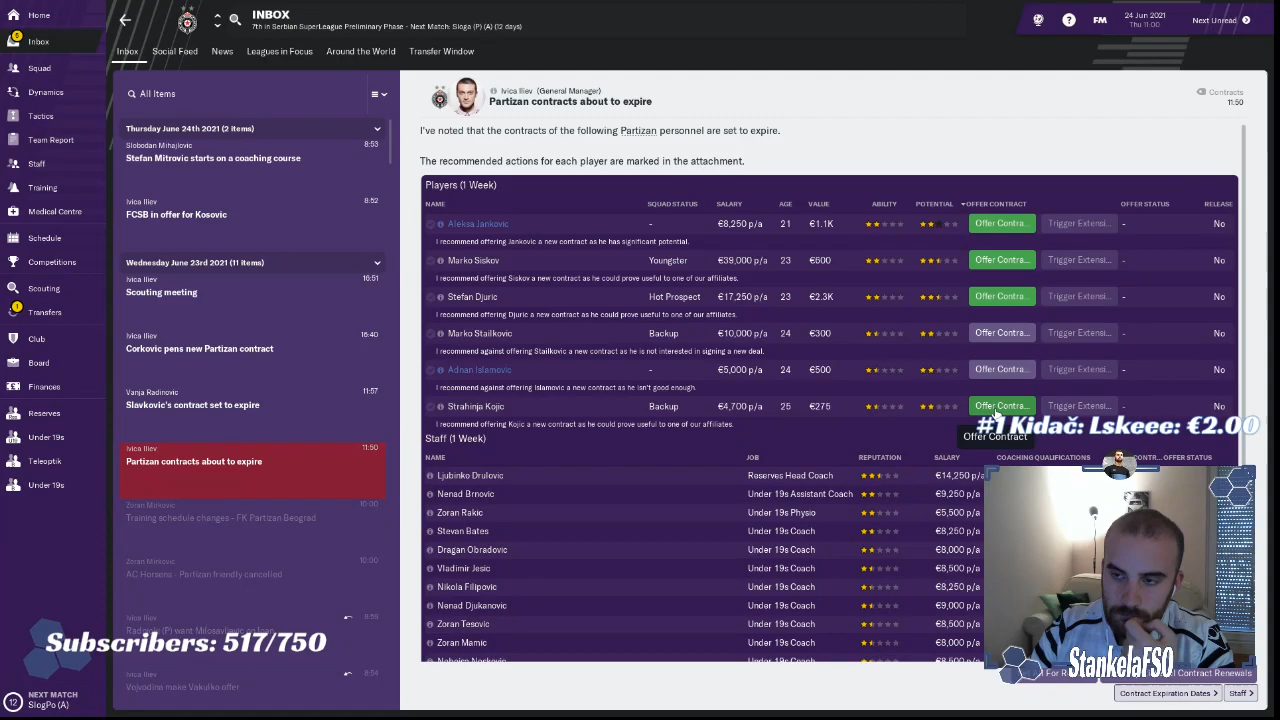 INBOX
7th in Serbian SuperLeague Preliminary Phase - Next Match: Sloga (P) (A) (12 days)
24 Jun 2021
Thu 11:00
Next Unread
FM
Home
5
Inbox
Squad
Dynamics
Tactics
Team Report
Staff
Training
Medical Centre
Schedule
Competitions
Scouting
1
Transfers
Club
Board
Finances
Reserves
Under 19s
Teleoptik
Under 19s
12 NEXT MATCH
SlogPo (A)
Inbox Social Feed News Leagues in Focus Around the World Transfer Window
All Items
Thursday June 24th 2021 (2 items)
Slobodan Mihajlovic 8:53
Stefan Mitrovic starts on a coaching course
Ivica Iliev 8:52
FCSB in offer for Kosovic
Wednesday June 23rd 2021 (11 items)
Ivica Iliev 16:51
Scouting meeting
Ivica Iliev 15:40
Corkovic pens new Partizan contract
Vanja Radinovic 11:57
Slavkovic's contract set to expire
Ivica Iliev 11:50
Partizan contracts about to expire
Zoran Mirkovic 10:00
Training schedule changes - FK Partizan Beograd
Zoran Mirkovic 10:00
AC Horsens - Partizan friendly cancelled
Ivica Iliev 8:56
Ivica Iliev 8:54
Vojvodina make Vakulko offer
Subscribers: 517/750
Ivica Iliev (General Manager)
Partizan contracts about to expire
Contracts
11:50
I've noted that the contracts of the following Partizan personnel are set to expire.
The recommended actions for each player are marked in the attachment.
Players (1 Week)
NAME SQUAD STATUS SALARY AGE VALUE ABILITY POTENTIAL OFFER CONTRACT OFFER STATUS RELEASE
Aleksa Jankovic - €8,250 p/a 21 €1.1K Offer Contra... Trigger Extensi... - No
I recommend offering Jankovic a new contract as he has significant potential.
Marko Siskov Youngster €39,000 p/a 23 €600 Offer Contra... Trigger Extensi... - No
I recommend offering Siskov a new contract as he could prove useful to one of our affiliates.
Stefan Djuric Hot Prospect €17,250 p/a 23 €2.3K Offer Contra... Trigger Extensi... - No
I recommend offering Djuric a new contract as he could prove useful to one of our affiliates.
Marko Stailkovic Backup €10,000 p/a 24 €300 Offer Contra... Trigger Extensi... - No
I recommend against offering Stailkovic a new contract as he is not interested in signing a new deal.
Adnan Islamovic - €5,000 p/a 24 €500 Offer Contra... Trigger Extensi... - No
I recommend against offering Islamovic a new contract as he isn't good enough.
Strahinja Kojic Backup €4,700 p/a 25 €275 Offer Contra... Trigger Extensi... - No
I recommend offering Kojic a new contract as he could prove useful to one of our affiliates.
#1 Kidač: Lskeee: €2.00
Offer Contract
Staff (1 Week)
NAME JOB REPUTATION SALARY COACHING QUALIFICATIONS OFFER STATUS
Ljubinko Drulovic Reserves Head Coach €14,250 p/a
Nenad Brnovic Under 19s Assistant Coach €9,250 p/a
Zoran Rakic Under 19s Physio €5,500 p/
Stevan Bates Under 19s Coach €8,250 p/
Dragan Obradovic Under 19s Coach €8,000 p/
Vladimir Jesic Under 19s Coach €8,500 p/
Nikola Filipovic Under 19s Coach €8,250 p/
Nenad Djukanovic Under 19s Coach €9,000 p/
Zoran Tesovic Under 19s Coach €8,500 p/
Zoran Mamic Under 19s Coach €8,000 p/
StankelaFSO
Contract Renewals
Contract Expiration Dates
Staff